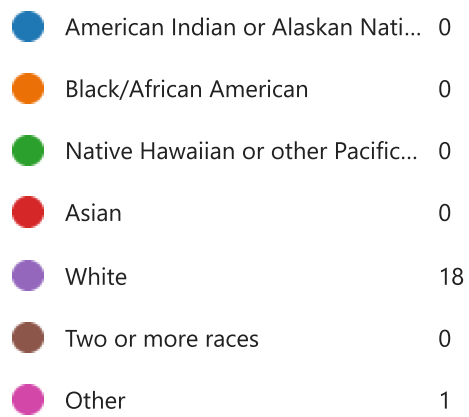 American Indian or Alaskan Nati... 0
Black/African American 0
Native Hawaiian or other Pacific... 0
Asian 0
White 18
Two or more races 0
Other 1